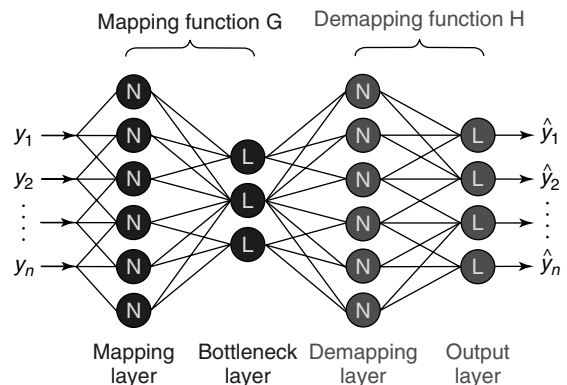 Mapping function G
Demapping function H
N N
y₁ N N L ŷ₁
L
y₂ N N L ŷ₂
L
N N L
L
yₙ N N L ŷₙ
N N
Mapping layer
Bottleneck layer
Demapping layer
Output layer